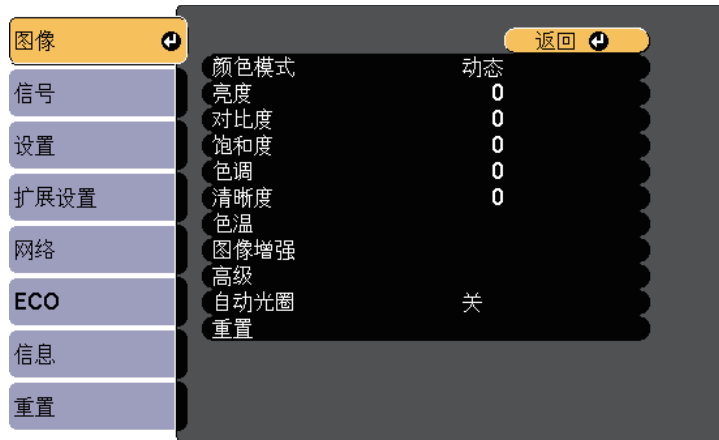 图像
信号
设置
扩展设置
网络
ECO
信息
重置
返回
颜色模式 动态
亮度 0
对比度 0
饱和度 0
色调 0
清晰度 0
色温
图像增强
高级
自动光圈 关
重置